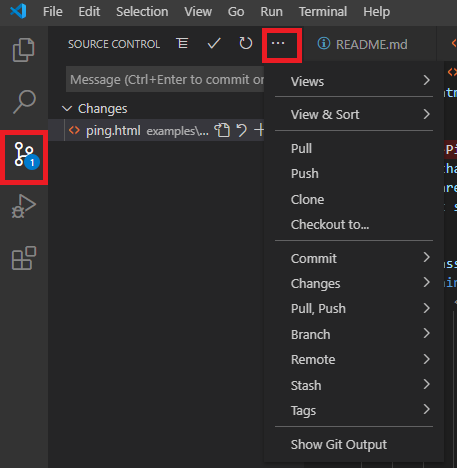 File Edit Selection View Go Run Terminal Help
SOURCE CONTROL
README.md
Message (Ctrl+Enter to commit or
Changes
ping.html examples\...
1
Views
View & Sort
Pull
Push
Clone
Checkout to...
Commit
Changes
Pull, Push
Branch
Remote
Stash
Tags
Show Git Output